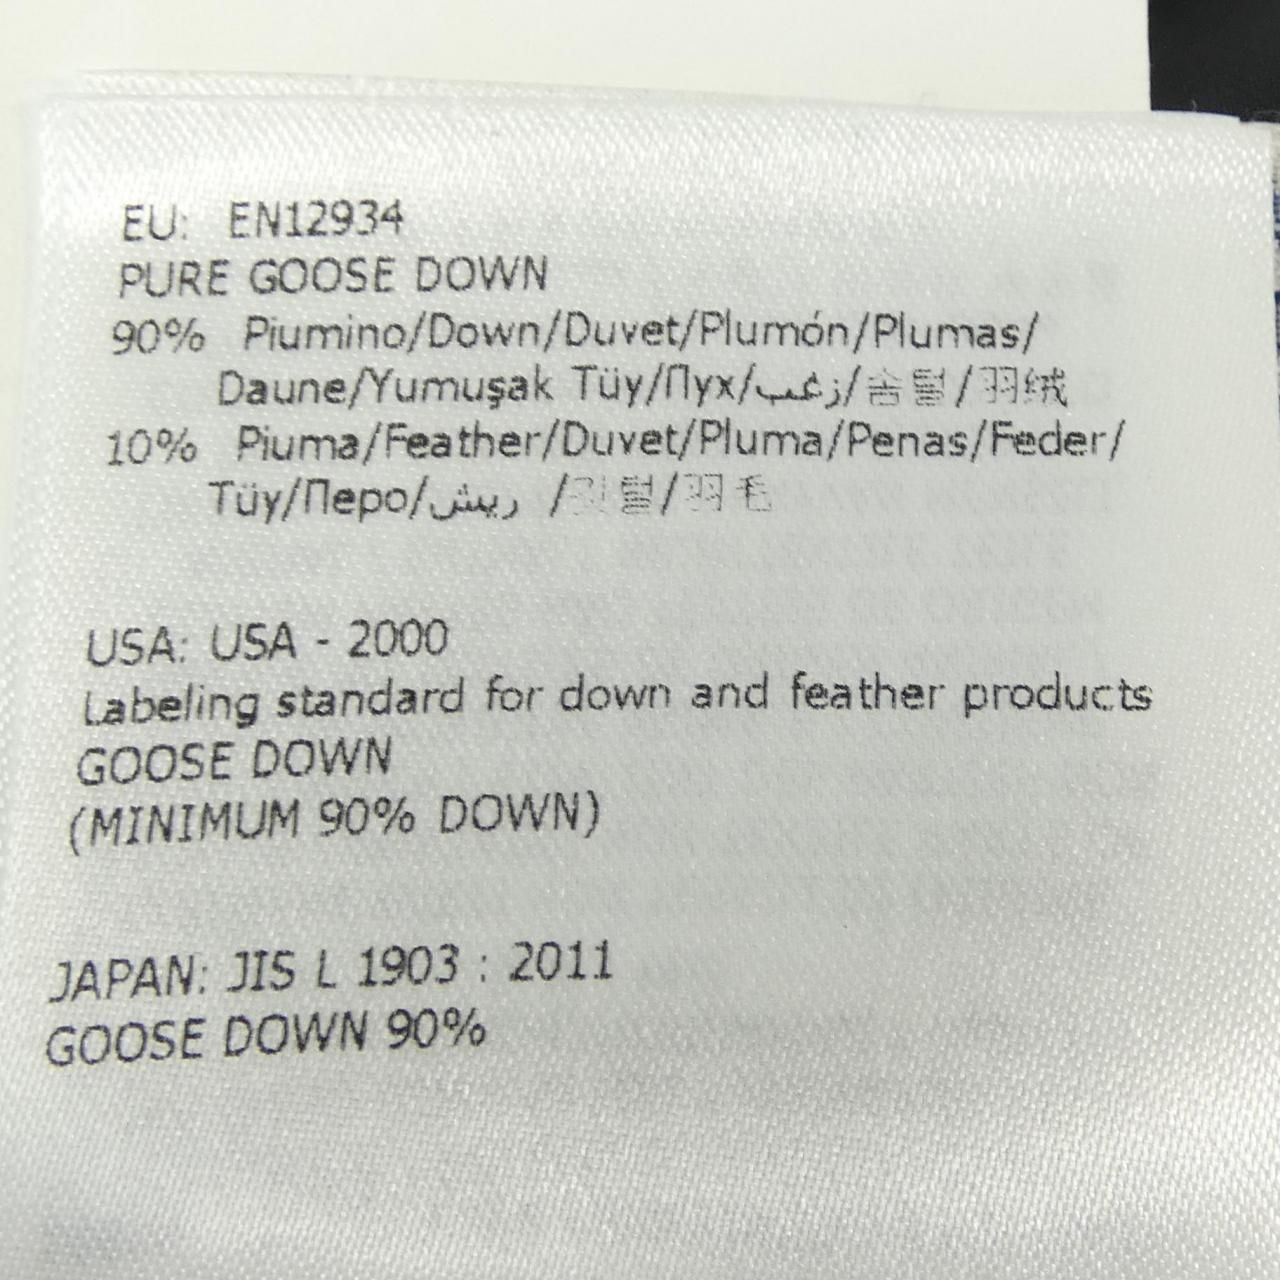 EU: EN12934
PURE GOOSE DOWN
90% Piumino/Down/Duvet/Plumón/Plumas/
Daune/Yumuşak Tüy/Пух/زغب/솜털/羽绒
10% Piuma/Feather/Duvet/Pluma/Penas/Feder/
Tüy/Перо/ريش /깃털/羽毛
USA: USA - 2000
Labeling standard for down and feather products
GOOSE DOWN
(MINIMUM 90% DOWN)
JAPAN: JIS L 1903 : 2011
GOOSE DOWN 90%